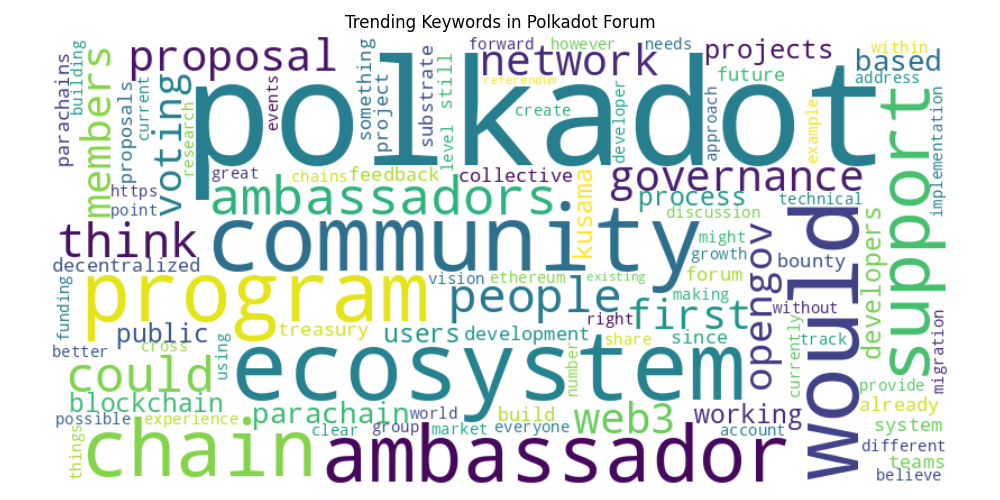 Trending Keywords in Polkadot Forum
parachains
building
members
proposal
current
proposals
voting
research
polkadot
great
events
something
project
substrate
forward
level
still
network
however
referendum
create
needs
developer
projects
approach
future
example
based
within
address
support
implementation
https
point
chains
feedback
collective
ambassadors
kusama
governance
process
technical
discussion
think
decentralized
community
might
growth
forum
opengov
would
bounty
developers
funding
program
vision
ethereum
existing
people
making
right
first
without
migration
better
public
cross
treasury
using
users
development
number
share
since
currently
track
could
ecosystem
provide
blockchain
possible
experience
parachain
world
build
web3
working
already
system
things
chain
clear
group
market
everyone
account
ambassador
different
teams
believe